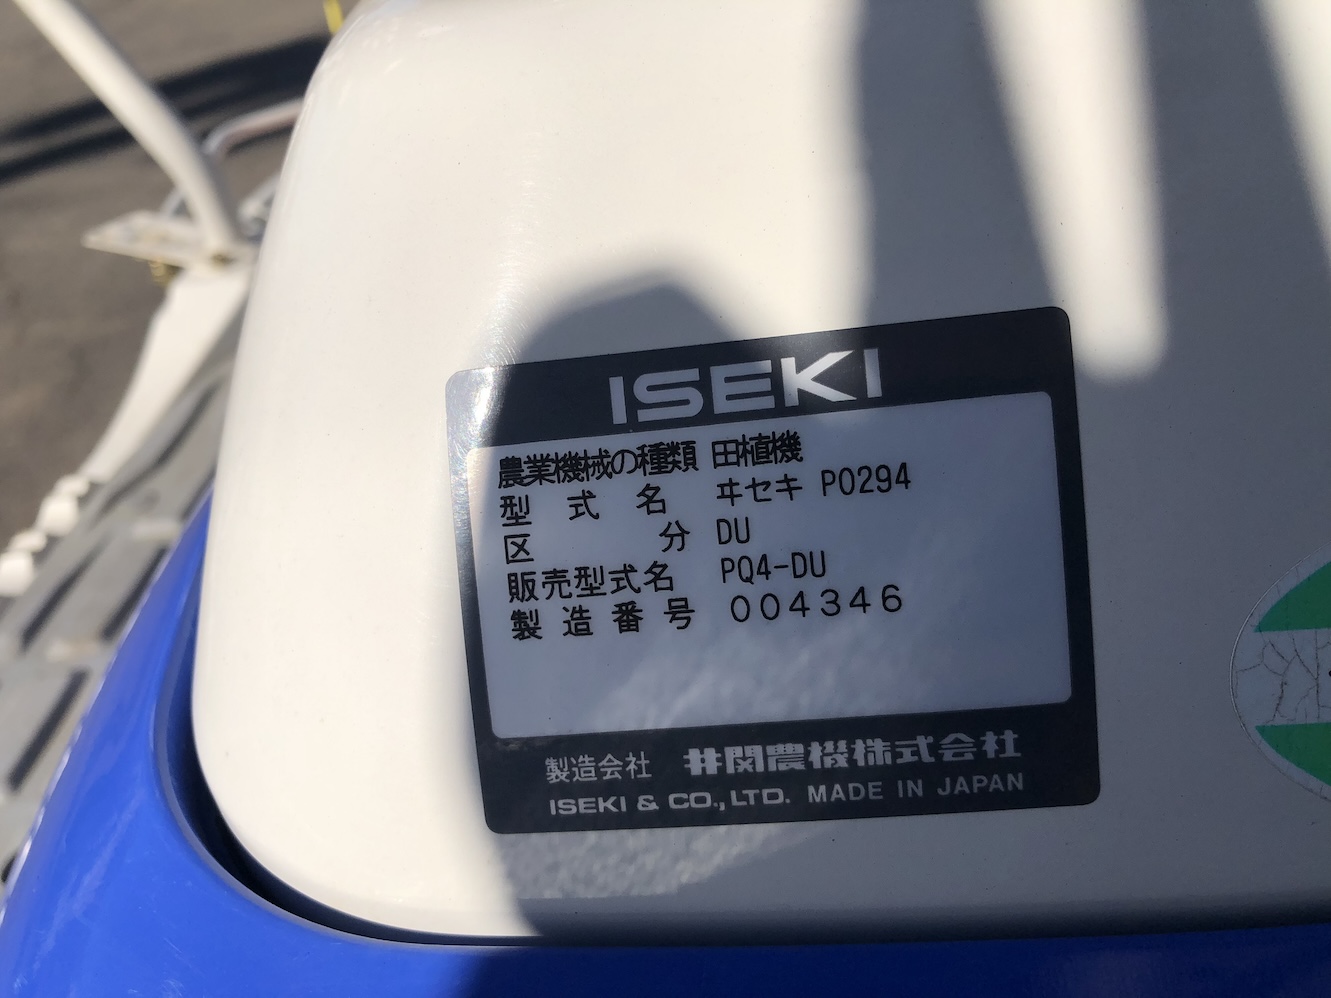 ISEKI
農業機械の種類 田植機
型式名 ヰセキ P0294
区分 DU
販売型式名 PQ4-DU
製造番号 004346
製造会社 井関農機株式会社
ISEKI & CO.,LTD. MADE IN JAPAN